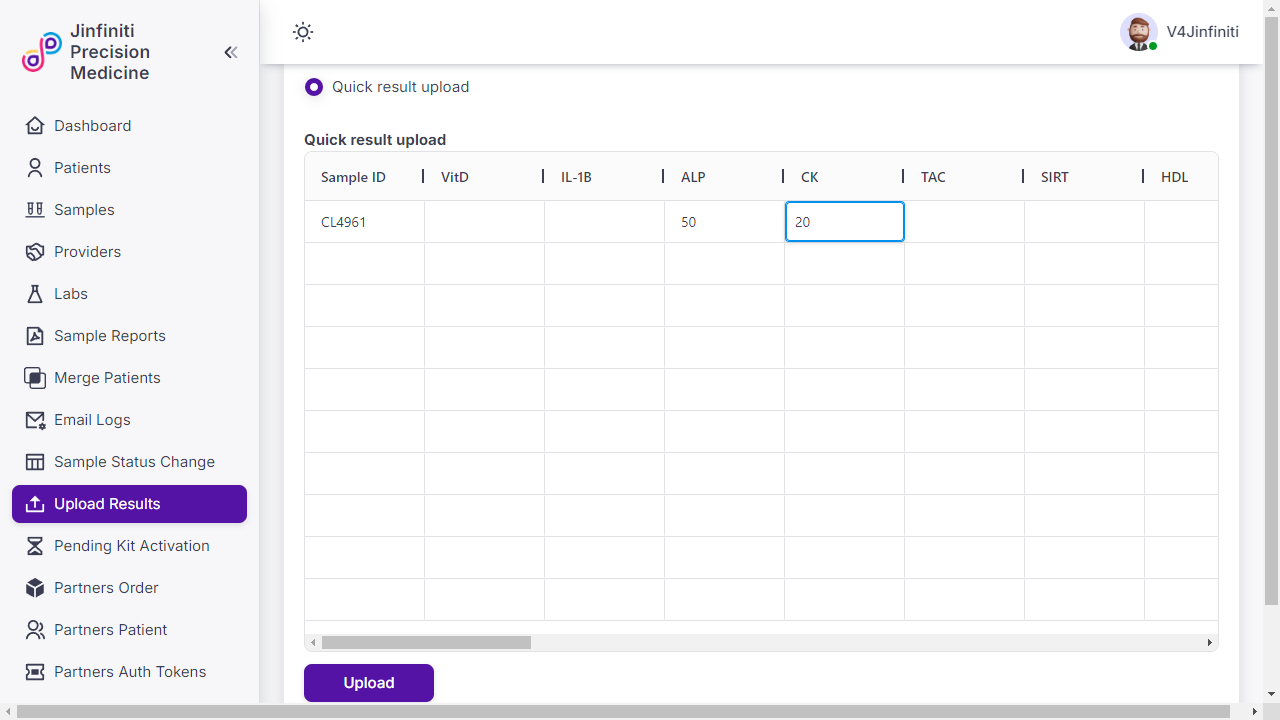 Jinfiniti
Precision
Medicine
Dashboard
Patients
Samples
Providers
Labs
Sample Reports
Merge Patients
Email Logs
Sample Status Change
Upload Results
Pending Kit Activation
Partners Order
Partners Patient
Partners Auth Tokens
V4Jinfiniti
Quick result upload
Quick result upload
Sample ID VitD IL-1B ALP CK TAC SIRT HDL
CL4961 50 20
Upload